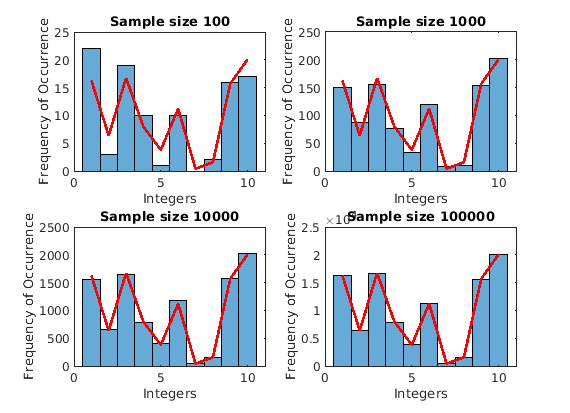 Sample size 100
Frequency of Occurrence
25
20
15
10
5
0
0 5 10
Integers
Sample size 1000
Frequency of Occurrence
250
200
150
100
50
0
0 5 10
Integers
Sample size 10000
Frequency of Occurrence
2500
2000
1500
1000
500
0
0 5 10
Integers
×10
Sample size 100000
Frequency of Occurrence
2.5
2
1.5
1
0.5
0
0 5 10
Integers